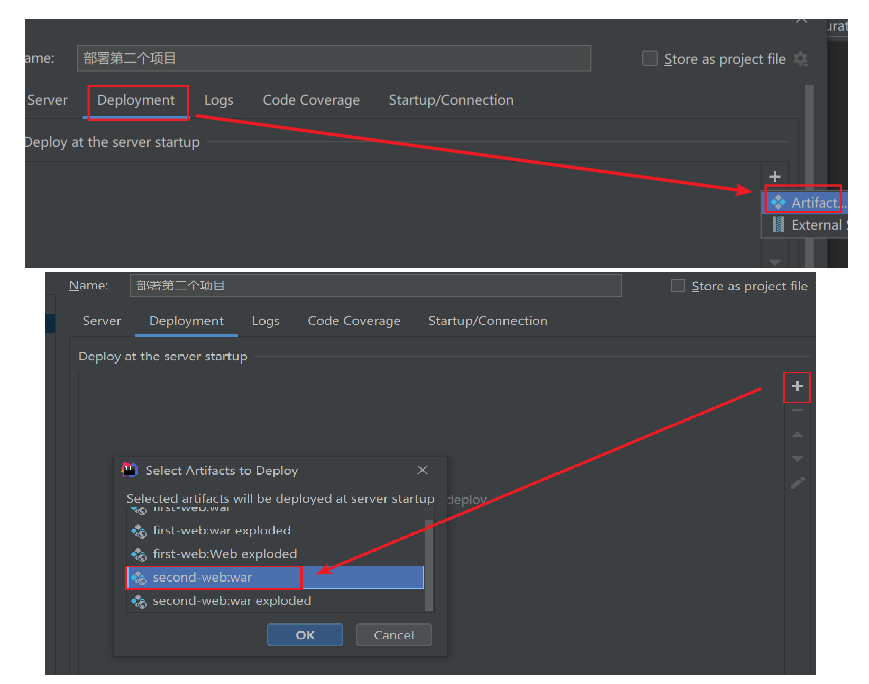 urat
ame: 部署第二个项目 Store as project file
Server Deployment Logs Code Coverage Startup/Connection
Deploy at the server startup
+
Artifact...
External S
Name: 部署第二个项目 Store as project file
Server Deployment Logs Code Coverage Startup/Connection
Deploy at the server startup
+
Select Artifacts to Deploy
Selected artifacts will be deployed at server startup deploy
first-web:war
first-web:war exploded
first-web:Web exploded
second-web:war
second-web:war exploded
OK Cancel